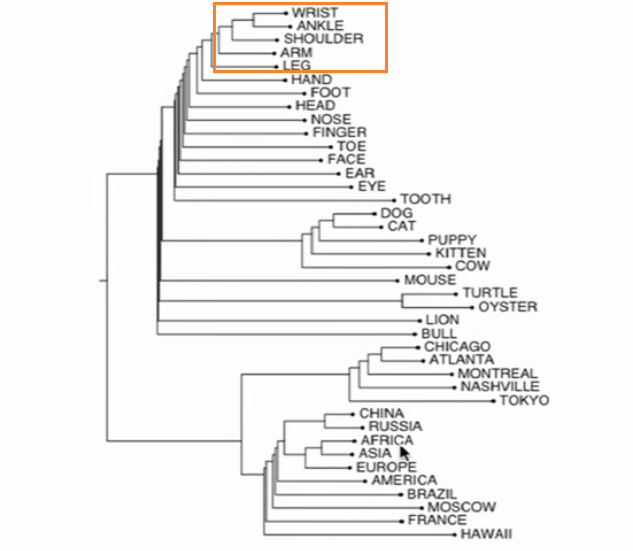 WRIST
ANKLE
SHOULDER
ARM
LEG
HAND
FOOT
HEAD
NOSE
FINGER
TOE
FACE
EAR
EYE
TOOTH
DOG
CAT
PUPPY
KITTEN
COW
MOUSE
TURTLE
OYSTER
LION
BULL
CHICAGO
ATLANTA
MONTREAL
NASHVILLE
TOKYO
CHINA
RUSSIA
AFRICA
ASIA
EUROPE
AMERICA
BRAZIL
MOSCOW
FRANCE
HAWAII